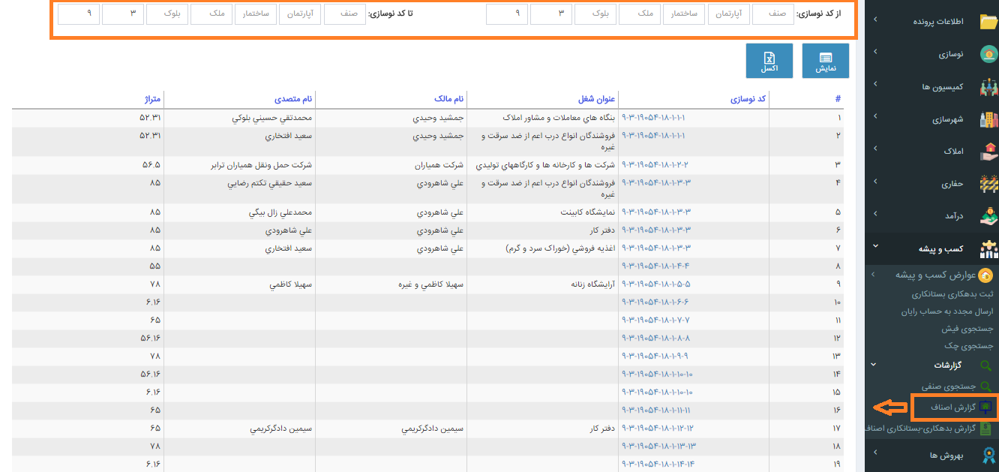 اطلاعات پرونده
نوسازی
کمیسیون ها
شهرسازی
املاک
حفاری
درآمد
کسب و پیشه
عوارض کسب و پیشه
ثبت بدهکاری بستانکاری
ارسال مجدد به حساب رایان
جستجوی فیش
جستجوی چک
گزارشات
جستجوی صنفی
گزارش اصناف
گزارش بدهکاری-بستانکاری اصناف
بهروش ها
از کد نوسازی: صنف آپارتمان ساختمان ملک بلوک ۳ ۹ تا کد نوسازی: صنف آپارتمان ساختمان ملک بلوک ۳ ۹
نمایش اکسل
# کد نوسازی عنوان شغل نام مالک نام متصدی متراژ
۱ ۹-۳-۱۹۰۵۴-۱۸-۱-۱-۱ بنگاه هاي معاملات و مشاور املاک جمشيد وحيدي محمدتقي حسيني بلوکي ۵۲.۳۱
۲ ۹-۳-۱۹۰۵۴-۱۸-۱-۱-۱ فروشندگان انواع درب اعم از ضد سرقت و جمشيد وحيدي سعيد افتخاري ۵۲.۳۱
غيره
۳ ۹-۳-۱۹۰۵۴-۱۸-۱-۲-۲ شرکت ها و کارخانه ها و کارگاههاي توليدي شرکت همياران شرکت حمل ونقل همياران ترابر ۵۶.۵
۴ ۹-۳-۱۹۰۵۴-۱۸-۱-۳-۳ فروشندگان انواع درب اعم از ضد سرقت و علي شاهرودي سعيد حقيقي تکتم رضايي ۸۵
غيره
۵ ۹-۳-۱۹۰۵۴-۱۸-۱-۳-۳ نمايشگاه کابينت علي شاهرودي محمدعلي زال بيگي ۸۵
۶ ۹-۳-۱۹۰۵۴-۱۸-۱-۳-۳ دفتر کار علي شاهرودي علي شاهرودي ۸۵
۷ ۹-۳-۱۹۰۵۴-۱۸-۱-۳-۳ اغذيه فروشي (خوراک سرد و گرم) علي شاهرودي سعيد افتخاري ۸۵
۸ ۹-۳-۱۹۰۵۴-۱۸-۱-۴-۴ ۵۵
۹ ۹-۳-۱۹۰۵۴-۱۸-۱-۵-۵ آرايشگاه زنانه سهيلا کاظمي و غيره سهيلا کاظمي ۷۸
۱۰ ۹-۳-۱۹۰۵۴-۱۸-۱-۶-۶ ۶.۱۶
۱۱ ۹-۳-۱۹۰۵۴-۱۸-۱-۷-۷ ۶۵
۱۲ ۹-۳-۱۹۰۵۴-۱۸-۱-۸-۸ ۵۶.۱۶
۱۳ ۹-۳-۱۹۰۵۴-۱۸-۱-۹-۹ ۷۸
۱۴ ۹-۳-۱۹۰۵۴-۱۸-۱-۱۰-۱۰ ۵۶.۱۶
۱۵ ۹-۳-۱۹۰۵۴-۱۸-۱-۱۰-۱۰ ۶.۱۶
۱۶ ۹-۳-۱۹۰۵۴-۱۸-۱-۱۱-۱۱ ۶۵
۱۷ ۹-۳-۱۹۰۵۴-۱۸-۱-۱۲-۱۲ دفتر کار سيمين دادگرکريمي سيمين دادگرکريمي ۶۵
۱۸ ۹-۳-۱۹۰۵۴-۱۸-۱-۱۳-۱۳ ۷۸
۱۹ ۹-۳-۱۹۰۵۴-۱۸-۱-۱۴-۱۴ ۶.۱۶